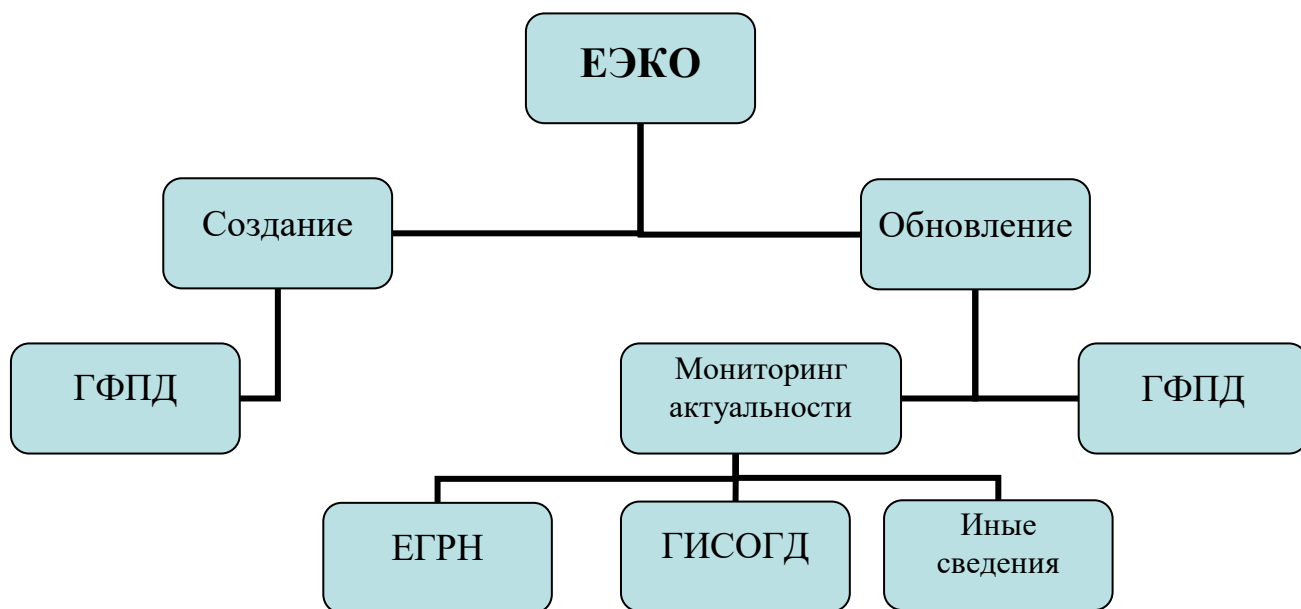 ЕЭКО
Создание
Обновление
ГФПД
Мониторинг
актуальности
ГФПД
ЕГРН
ГИСОГД
Иные
сведения